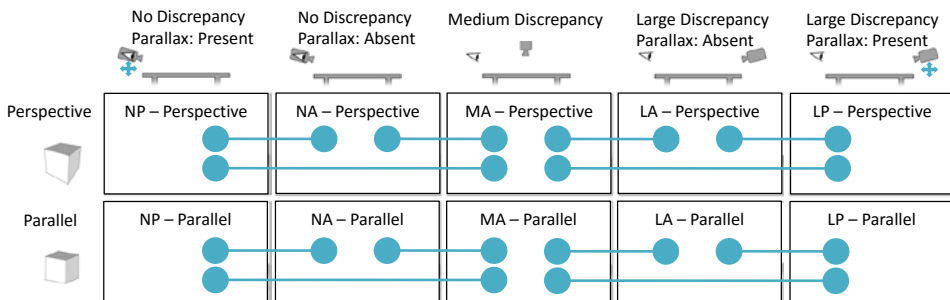 No Discrepancy
Parallax: Present
No Discrepancy
Parallax: Absent
Medium Discrepancy
Large Discrepancy
Parallax: Absent
Large Discrepancy
Parallax: Present
Perspective
NP – Perspective
NA – Perspective
MA – Perspective
LA – Perspective
LP – Perspective
Parallel
NP – Parallel
NA – Parallel
MA – Parallel
LA – Parallel
LP – Parallel